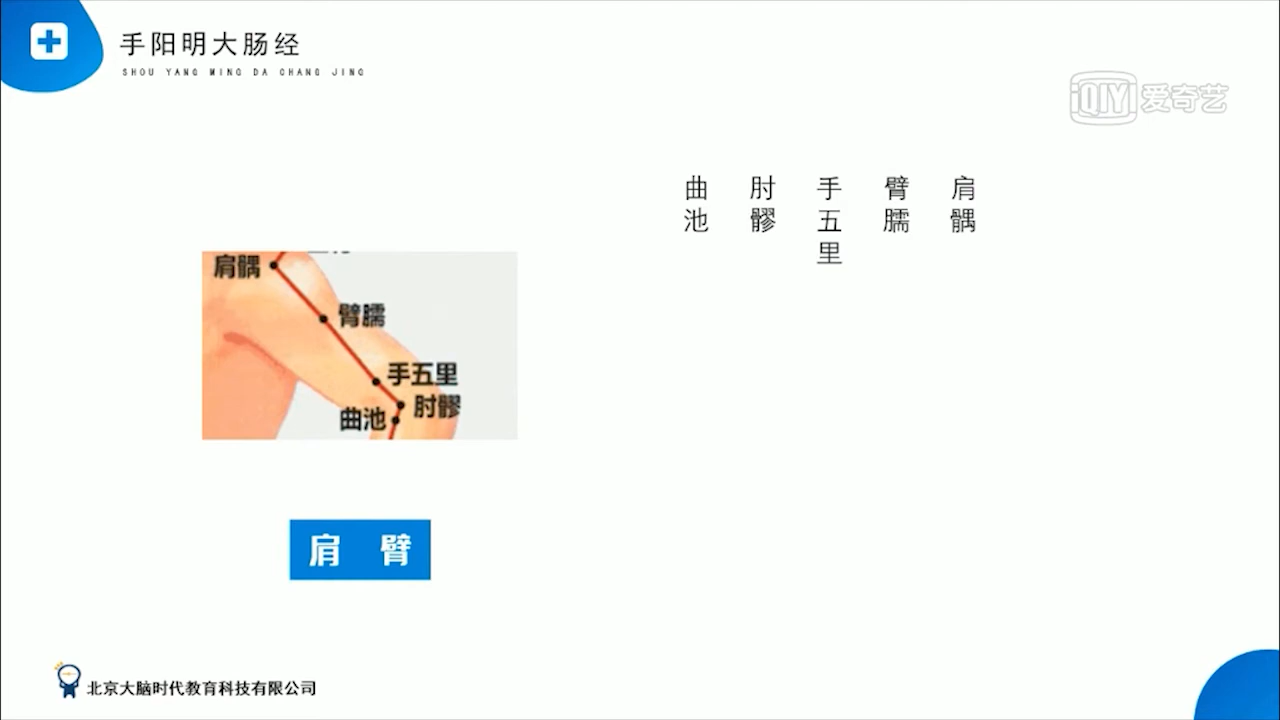 手阳明大肠经
SHOU YANG MING DA CHANG JING
iQIYI 爱奇艺
曲池
肘髎
手五里
臂臑
肩髃
肩髃
臂臑
手五里
肘髎
曲池
肩 臂
北京大脑时代教育科技有限公司